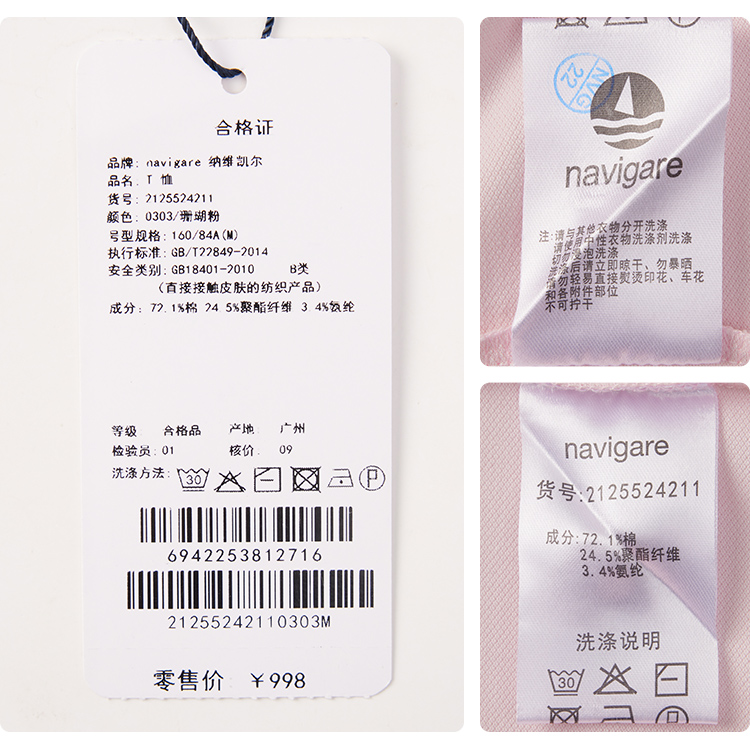 合格证
品牌: navigare 纳维凯尔
品名: T 恤
货号: 2125524211
颜色: 0303/珊瑚粉
号型规格: 160/84A(M)
执行标准: GB/T22849-2014
安全类别: GB18401-2010 B类
(直接接触皮肤的纺织产品)
成分: 72.1%棉 24.5%聚酯纤维 3.4%氨纶
等级: 合格品 产地: 广州
检验员: 01 核价: 09
洗涤方法: 30 P
6942253812716
21255242110303M
零售价: ¥998
NVG
22
navigare
注: 请与其他衣物分开洗涤
请使用中性衣物洗涤剂洗涤
切勿浸泡洗涤
洗涤后请立即晾干、勿暴晒
请勿轻易直接熨烫印花、车花
和各附件部位
不可拧干
navigare
货号:2125524211
成分:72.1%棉
24.5%聚酯纤维
3.4%氨纶
洗涤说明
30